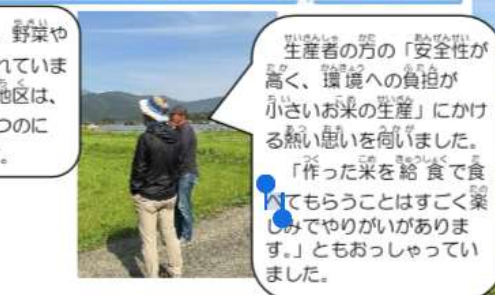 野菜や
れていま
地区は、
つのに
。
生産者の方の「安全性が
高く、環境への負担が
小さいお米の生産」にかけ
る熱い思いを伺いました。
「作った米を給食で食
べてもらうことはすごく楽
しみでやりがいがありま
す。」ともおっしゃってい
ました。